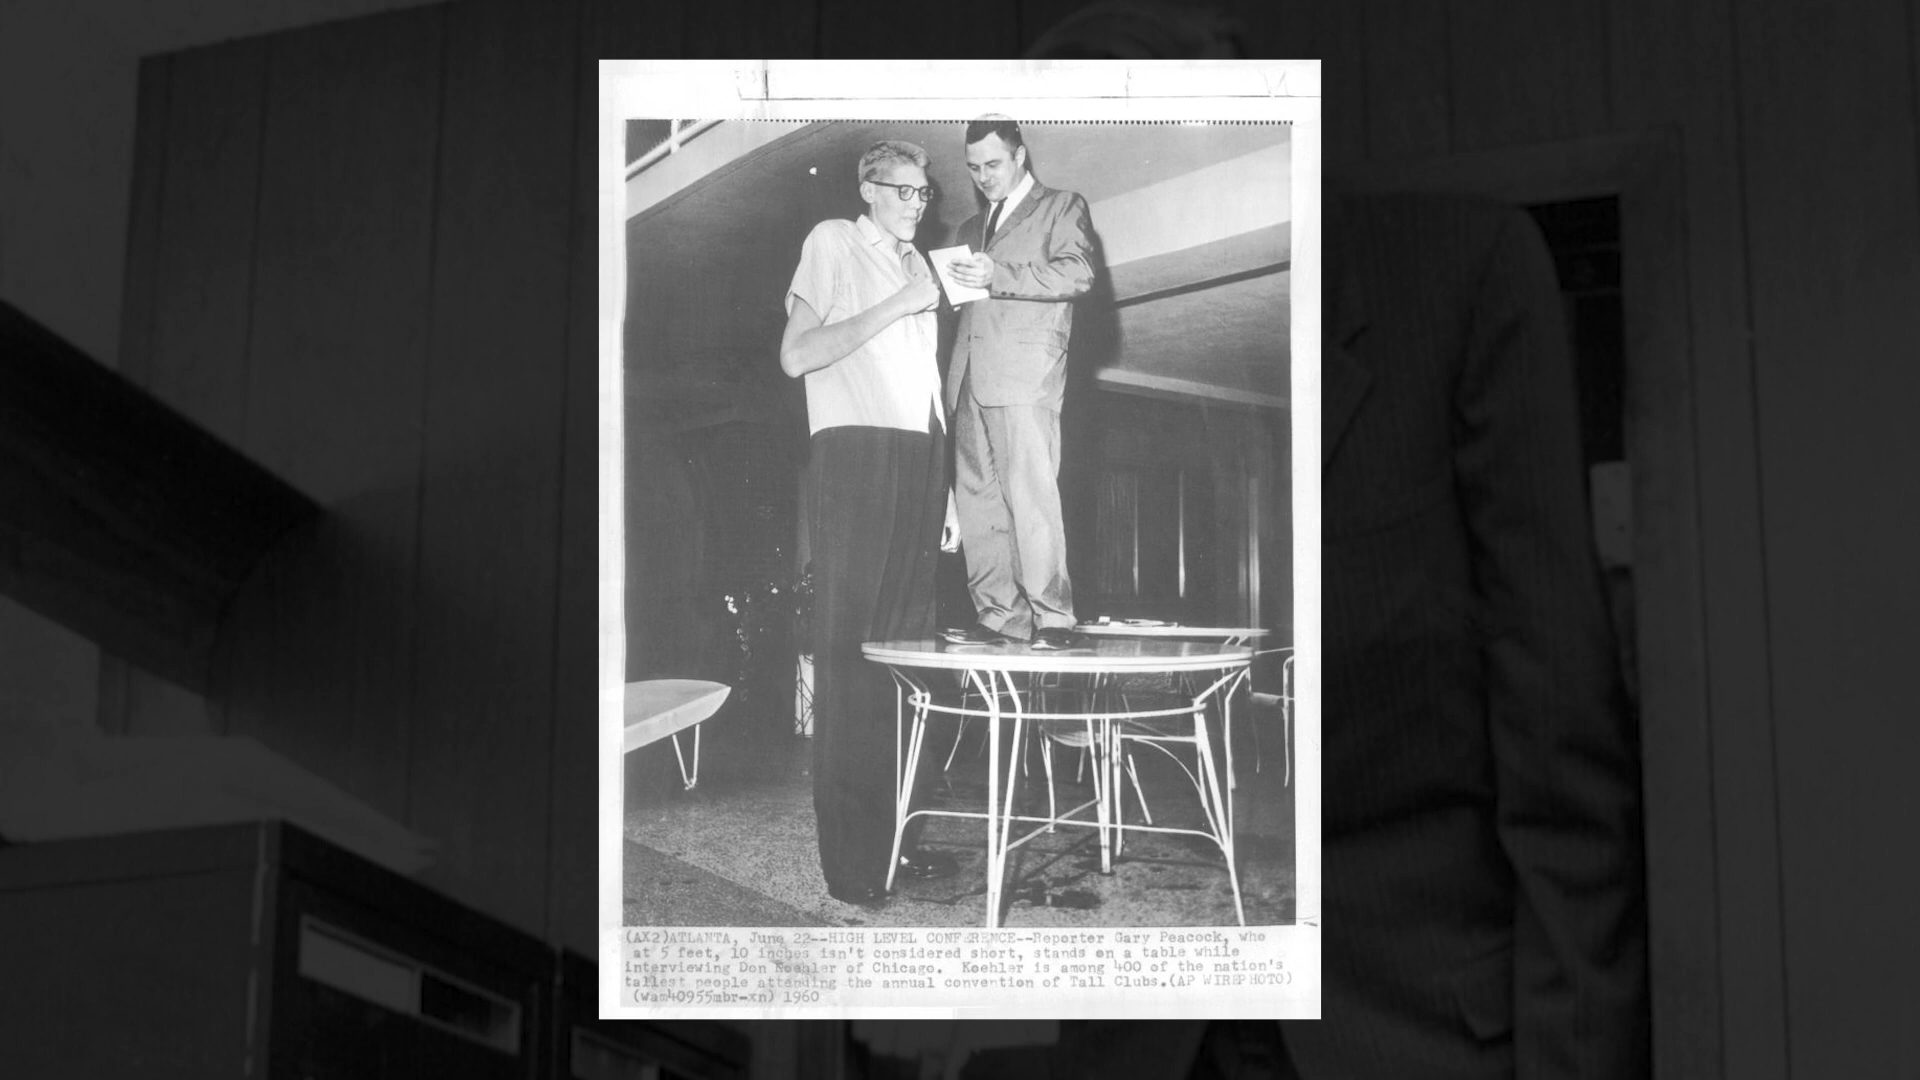 (AX2)ATLANTA, June 22--HIGH LEVEL CONFERENCE--Reporter Gary Peacock, who
at 5 feet, 10 inches isn't considered short, stands on a table while
interviewing Don Koehler of Chicago. Koehler is among 400 of the nation's
tallest people attending the annual convention of Tall Clubs.(AP WIREPHOTO)
(wam40955mbr-xn) 1960